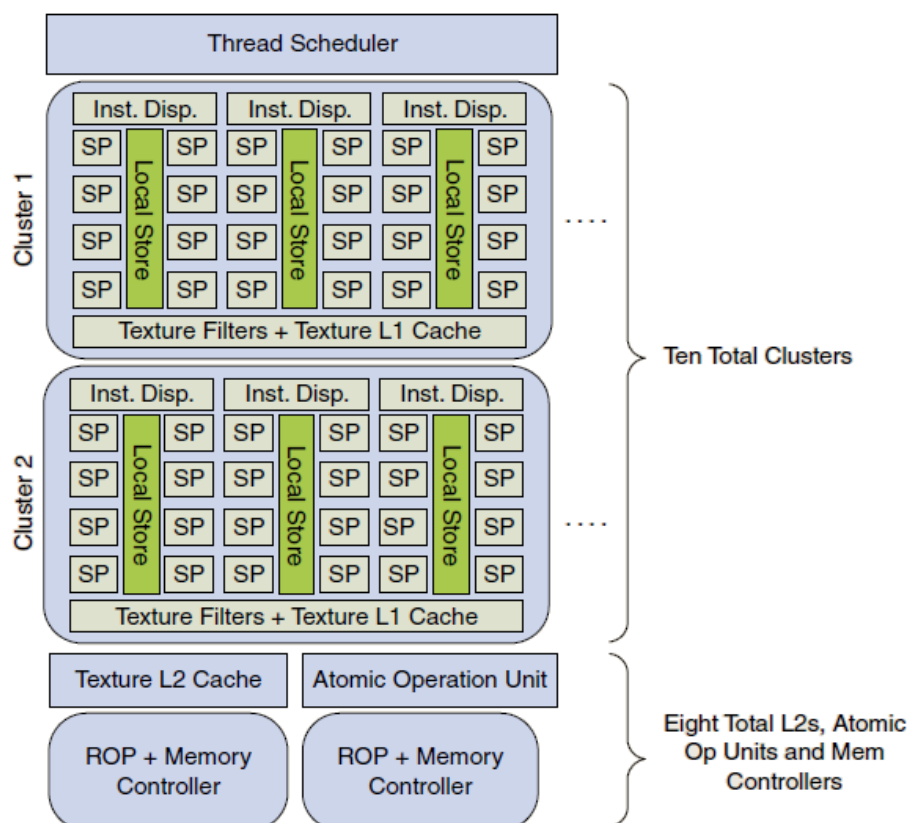 Thread Scheduler
Cluster 1
Inst. Disp. Inst. Disp. Inst. Disp.
SP SP SP SP SP SP
SP SP SP SP SP SP
SP SP SP SP SP SP
SP SP SP SP SP SP
Local Store
Local Store
Local Store
Texture Filters + Texture L1 Cache
....
Cluster 2
Inst. Disp. Inst. Disp. Inst. Disp.
SP SP SP SP SP SP
SP SP SP SP SP SP
SP SP SP SP SP SP
SP SP SP SP SP SP
Local Store
Local Store
Local Store
Texture Filters + Texture L1 Cache
....
Ten Total Clusters
Texture L2 Cache
Atomic Operation Unit
ROP + Memory
Controller
ROP + Memory
Controller
Eight Total L2s, Atomic
Op Units and Mem
Controllers